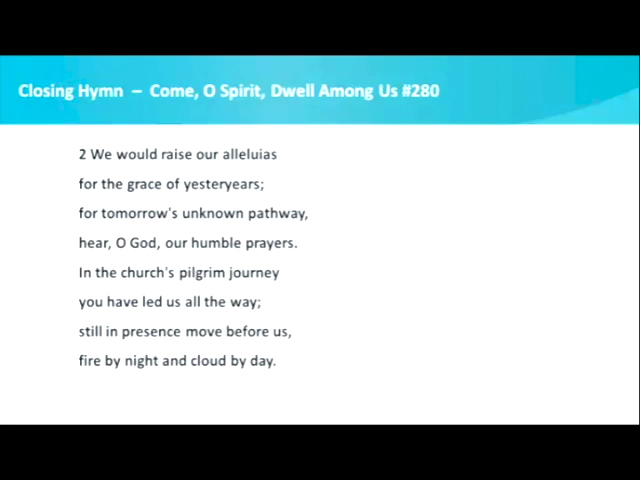 Closing Hymn – Come, O Spirit, Dwell Among Us #280
2 We would raise our alleluias
for the grace of yesteryears;
for tomorrow's unknown pathway,
hear, O God, our humble prayers.
In the church's pilgrim journey
you have led us all the way;
still in presence move before us,
fire by night and cloud by day.